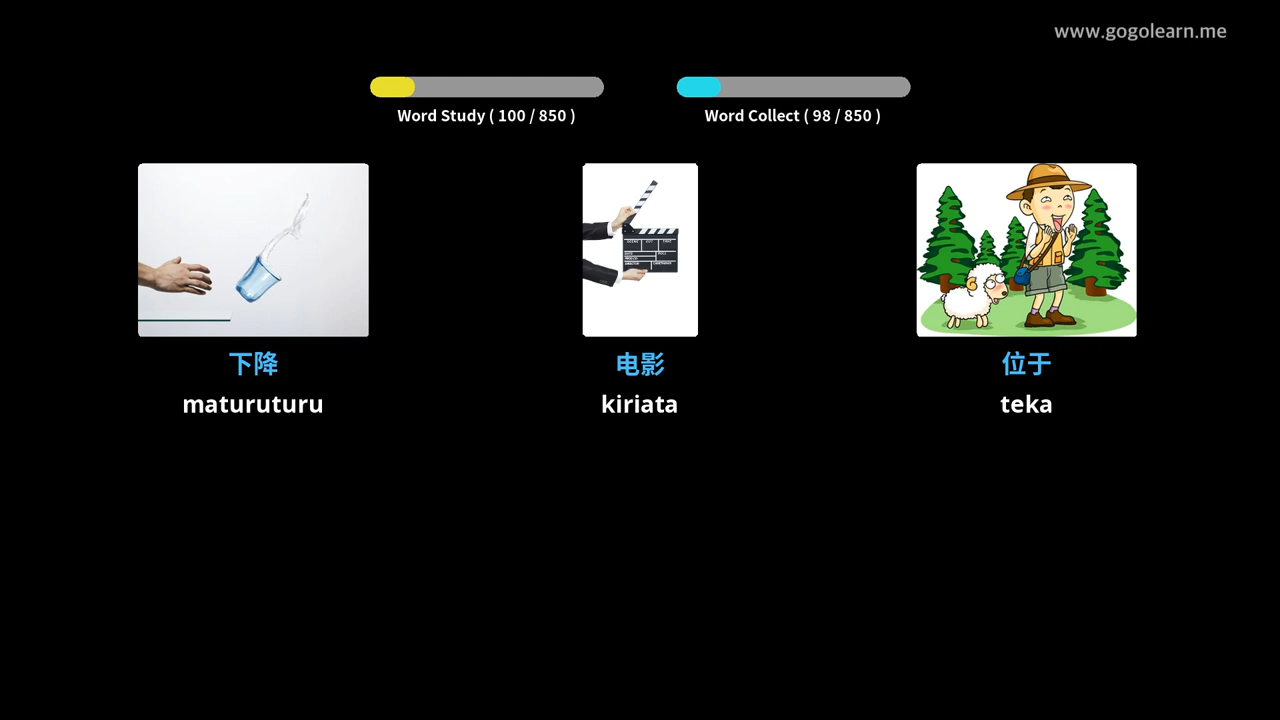 www.gogolearn.me
Word Study ( 100 / 850 )
Word Collect ( 98 / 850 )
下降
电影
位于
maturuturu
kiriata
teka